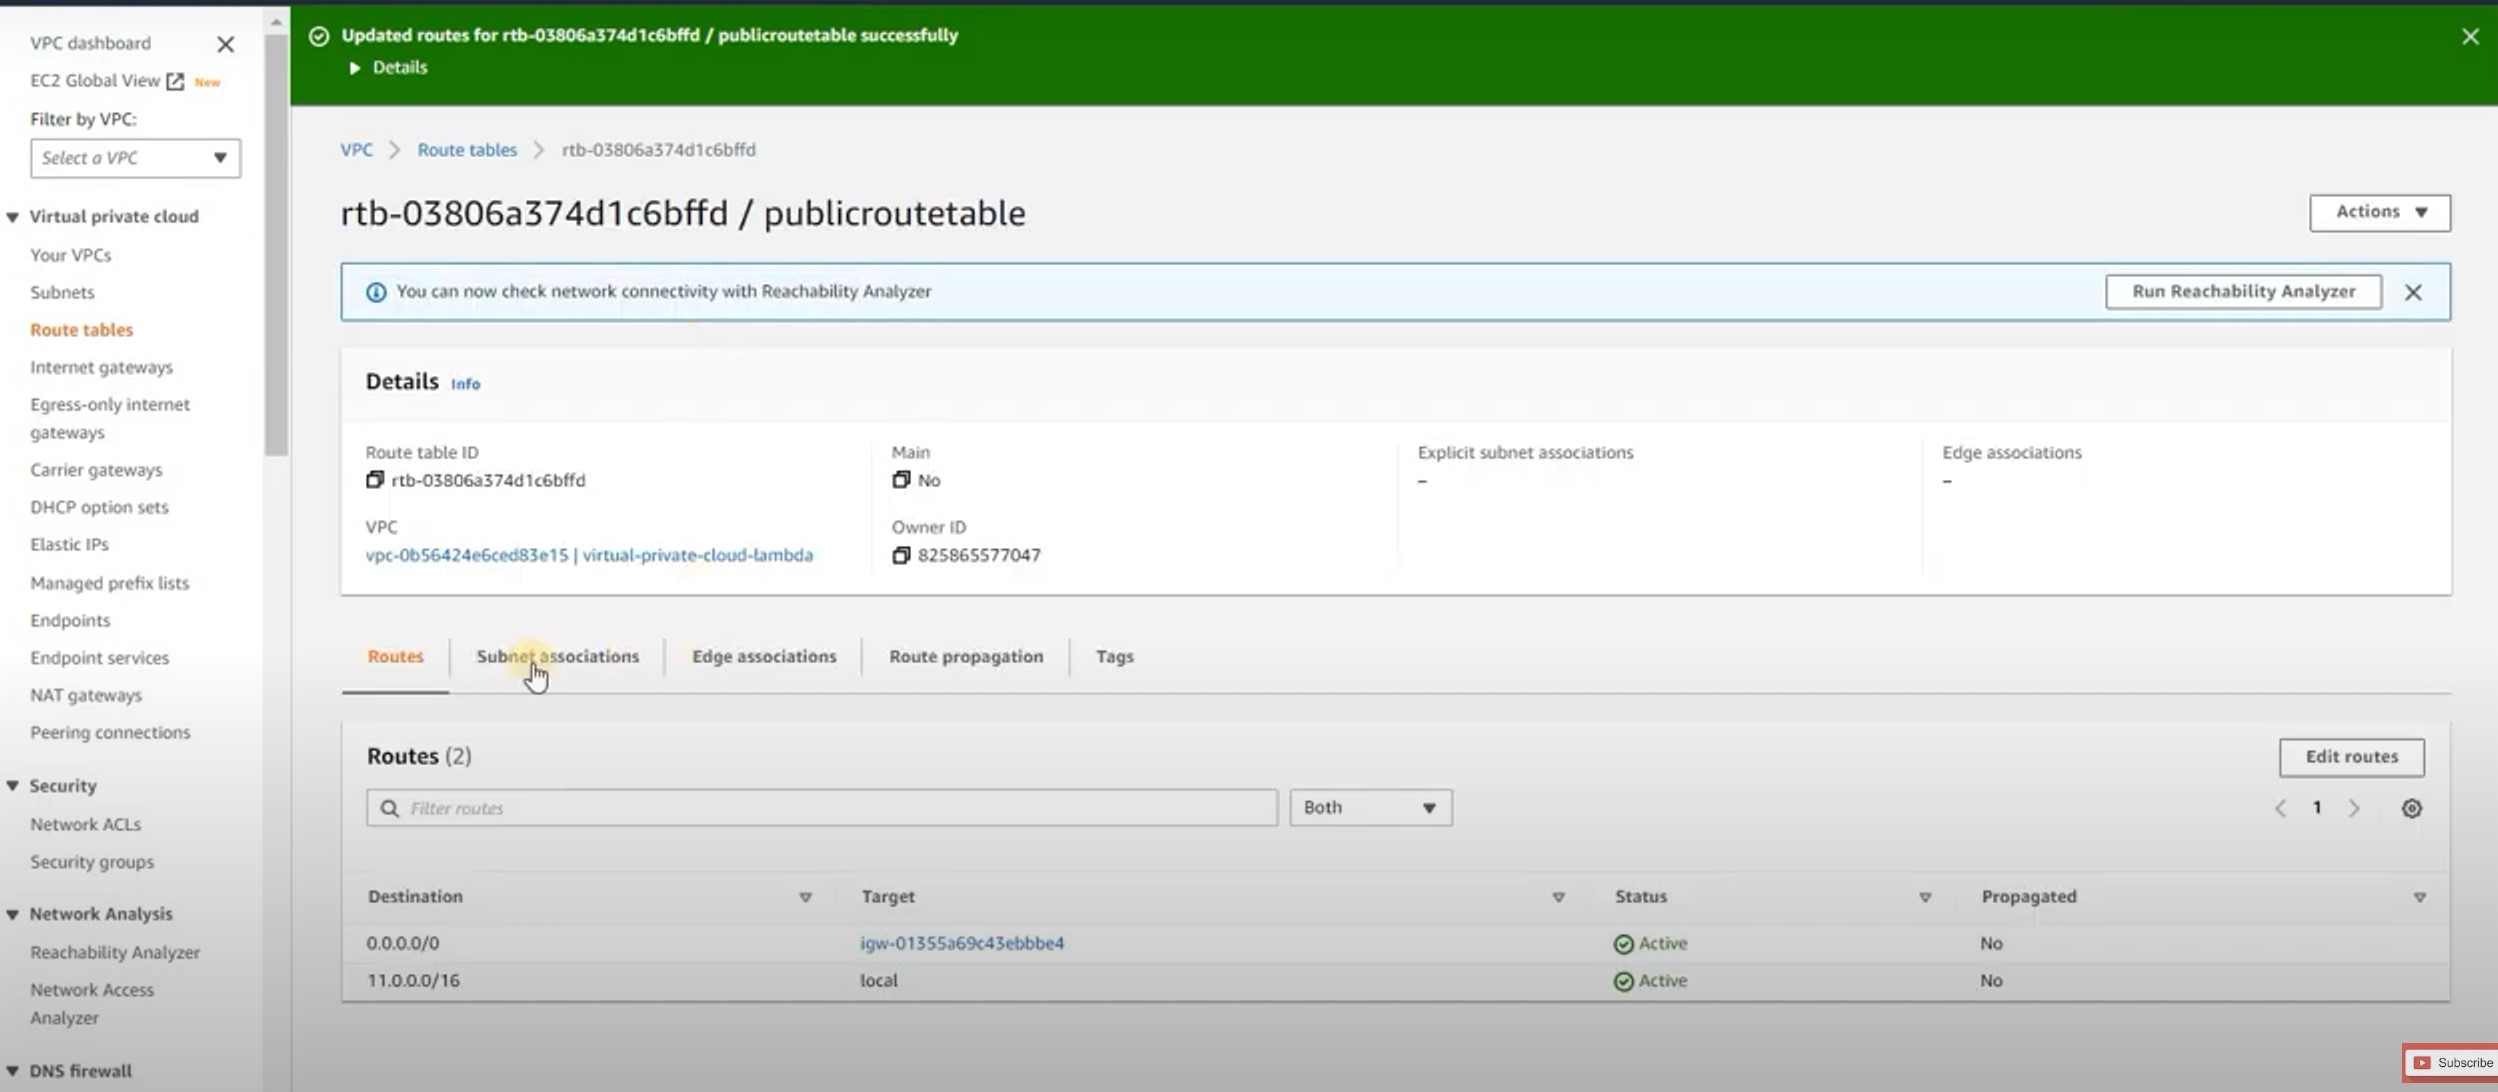 VPC dashboard
EC2 Global View New
Filter by VPC:
Select a VPC
Virtual private cloud
Your VPCs
Subnets
Route tables
Internet gateways
Egress-only internet
gateways
Carrier gateways
DHCP option sets
Elastic IPs
Managed prefix lists
Endpoints
Endpoint services
NAT gateways
Peering connections
Security
Network ACLs
Security groups
Network Analysis
Reachability Analyzer
Network Access
Analyzer
DNS firewall
Updated routes for rtb-03806a374d1c6bffd / publicroutetable successfully
Details
VPC > Route tables > rtb-03806a374d1c6bffd
rtb-03806a374d1c6bffd / publicroutetable
Actions
You can now check network connectivity with Reachability Analyzer
Run Reachability Analyzer
Details Info
Route table ID
rtb-03806a374d1c6bffd
Main
No
Explicit subnet associations
–
Edge associations
–
VPC
vpc-0b56424e6ced83e15 | virtual-private-cloud-lambda
Owner ID
825865577047
Routes Subnet associations Edge associations Route propagation Tags
Routes (2)
Edit routes
Filter routes
Both
1
Destination Target Status Propagated
0.0.0.0/0 igw-01355a69c43ebbbe4 Active No
11.0.0.0/16 local Active No
Subscribe